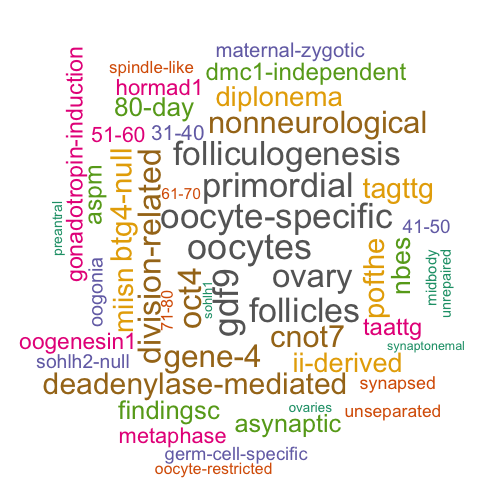 maternal-zygotic
spindle-like
dmc1-independent
hormad1
diplonema
80-day
nonneurological
51-60
31-40
folliculogenesis
gonadotropin-induction
aspm
btg4-null
division-related
61-70
primordial
tagttg
preantral
oocyte-specific
41-50
oogonia
miiisn
71-80
oct4
sohlh1
gdf9
oocytes
ovary
pofthe
nbes
midbody
unrepaired
follicles
taattg
oogenesin1
cnot7
synaptonemal
sohlh2-null
gene-4
ii-derived
deadenylase-mediated
synapsed
findingsc
ovaries
unseparated
asynaptic
metaphase
germ-cell-specific
oocyte-restricted